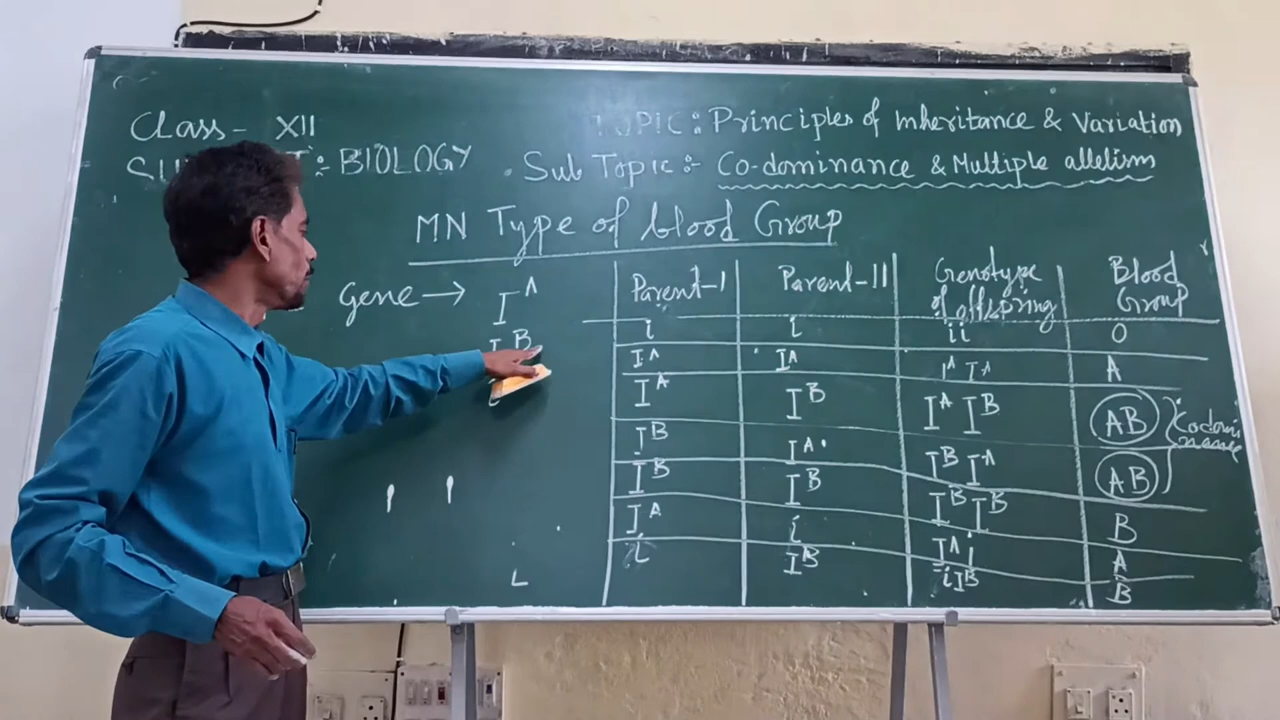 Class- XII
TOPIC: Principles of Inheritance & Variation
: BIOLOGY
Sub Topic:- Co-dominance & Multiple allelism
MN Type of blood Group
Gene → I^A
I^B
Parent-I Parent-II Genotype of offspring Blood Group
i i ii O
I^A I^A I^A I^A A
I^A I^B I^A I^B AB
I^B I^A I^B I^A AB
I^B I^B I^B I^B B
I^A i I^A i A
i I^B i I^B B